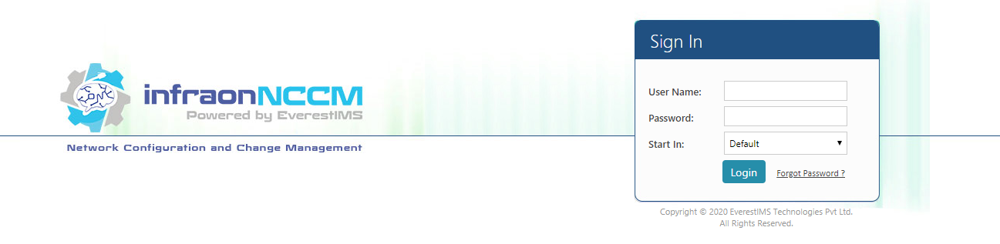 infraonNCCM
Powered by EverestIMS
Network Configuration and Change Management
Sign In
User Name:
Password:
Start In: Default
Login Forgot Password ?
Copyright © 2020 EverestIMS Technologies Pvt Ltd.
All Rights Reserved.